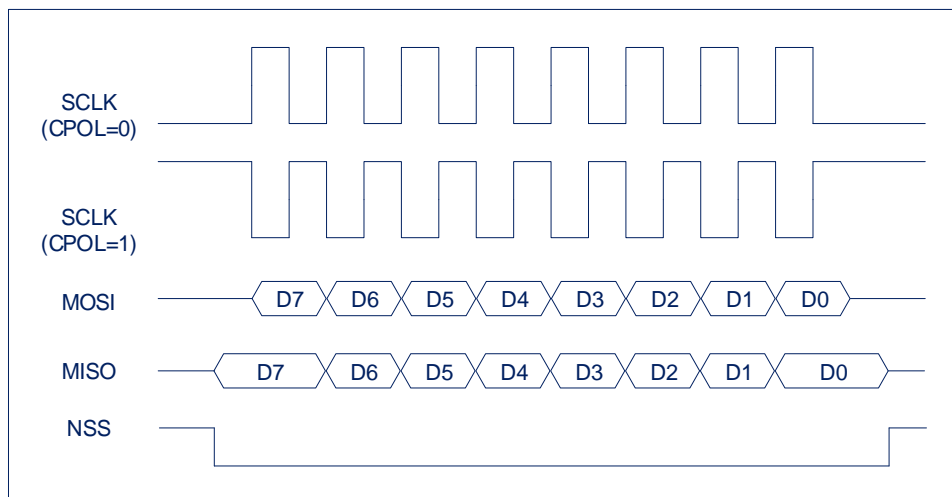 SCLK
(CPOL=0)
SCLK
(CPOL=1)
MOSI
D7 D6 D5 D4 D3 D2 D1 D0
MISO
D7 D6 D5 D4 D3 D2 D1 D0
NSS